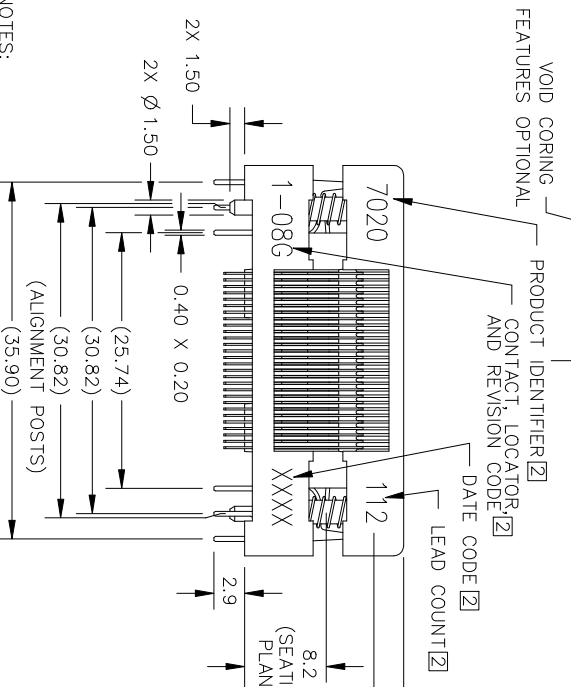 VOID CORING
FEATURES OPTIONAL
PRODUCT IDENTIFIER 2
CONTACT, LOCATOR,
AND REVISION CODE 2
DATE CODE 2
LEAD COUNT 2
7020
112
1-08G
XXXX
2X 1.50
2X Ø 1.50
0.40 X 0.20
2.9
8.2
(25.74)
(30.82)
(30.82)
(ALIGNMENT POSTS)
(35.90)
NOTES: